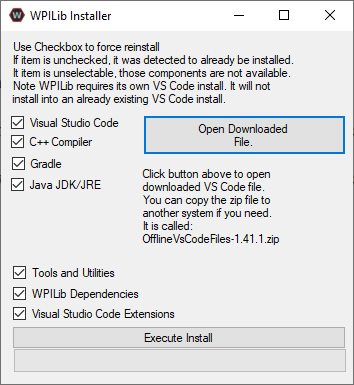 WPILib Installer
Use Checkbox to force reinstall
If item is unchecked, it was detected to already be installed.
It item is unselectable, those components are not available.
Note WPILib requires its own VS Code install. It will not
install into an already existing VS Code install.
Visual Studio Code
C++ Compiler
Gradle
Java JDK/JRE
Open Downloaded
File.
Click button above to open
downloaded VS Code file.
You can copy the zip file to
another system if you need.
It is called:
OfflineVsCodeFiles-1.41.1.zip
Tools and Utilities
WPILib Dependencies
Visual Studio Code Extensions
Execute Install